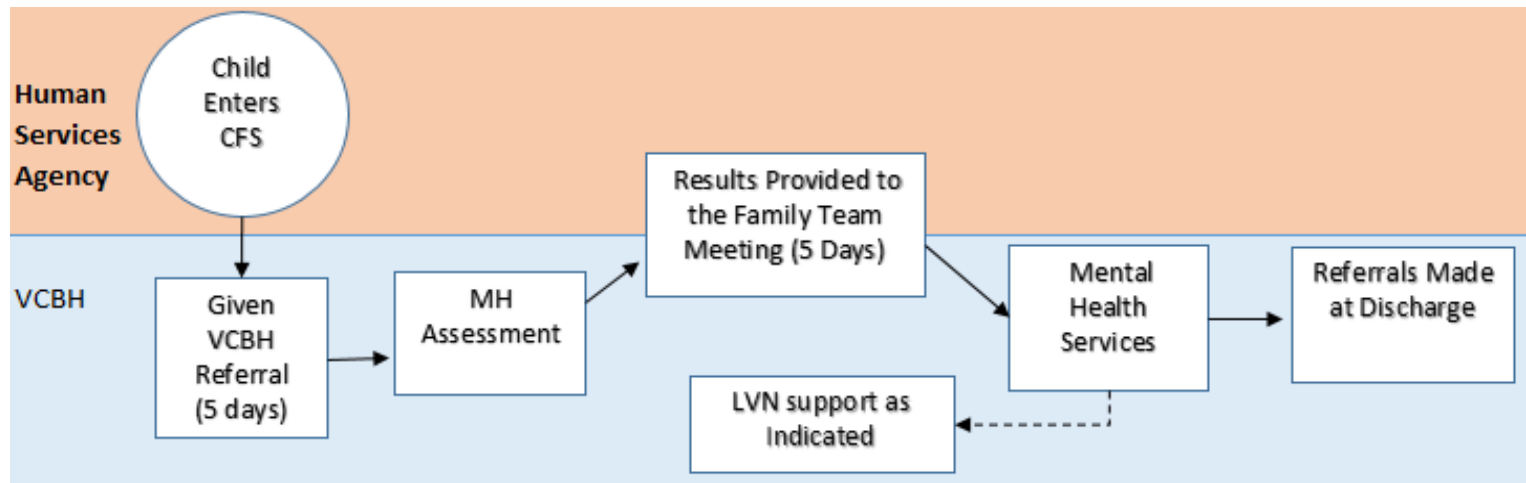 Human
Services
Agency
Child
Enters
CFS
VCBH
Given
VCBH
Referral
(5 days)
MH
Assessment
Results Provided to
the Family Team
Meeting (5 Days)
Mental
Health
Services
Referrals Made
at Discharge
LVN support as
Indicated